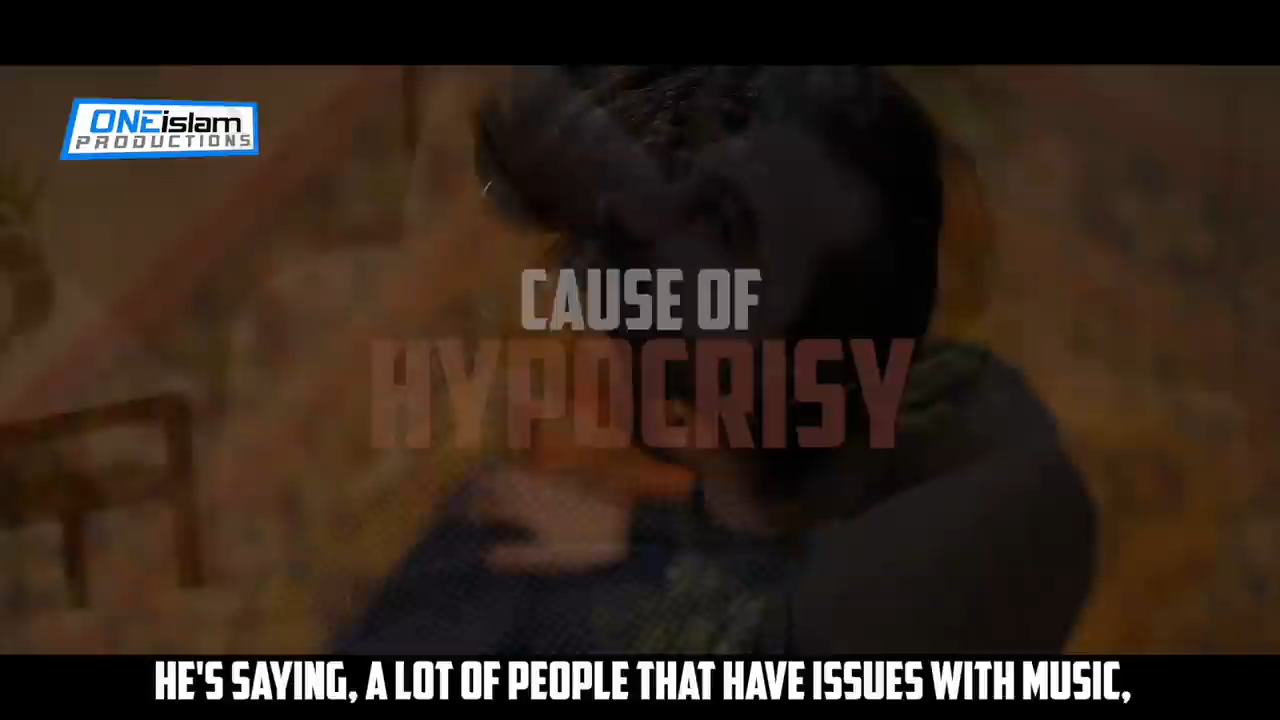 ONEislam
PRODUCTIONS
CAUSE OF
HYPOCRISY
HE'S SAYING, A LOT OF PEOPLE THAT HAVE ISSUES WITH MUSIC,